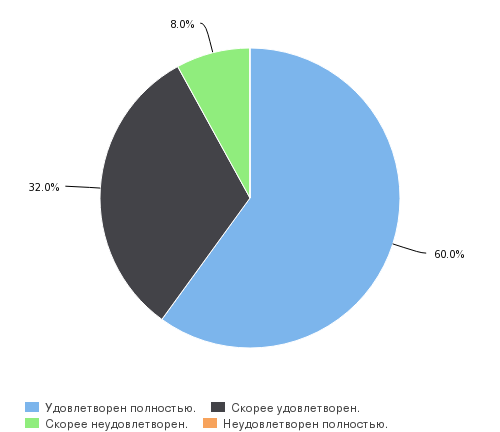 8.0%
32.0%
60.0%
Удовлетворен полностью. Скорее удовлетворен.
Скорее неудовлетворен. Неудовлетворен полностью.